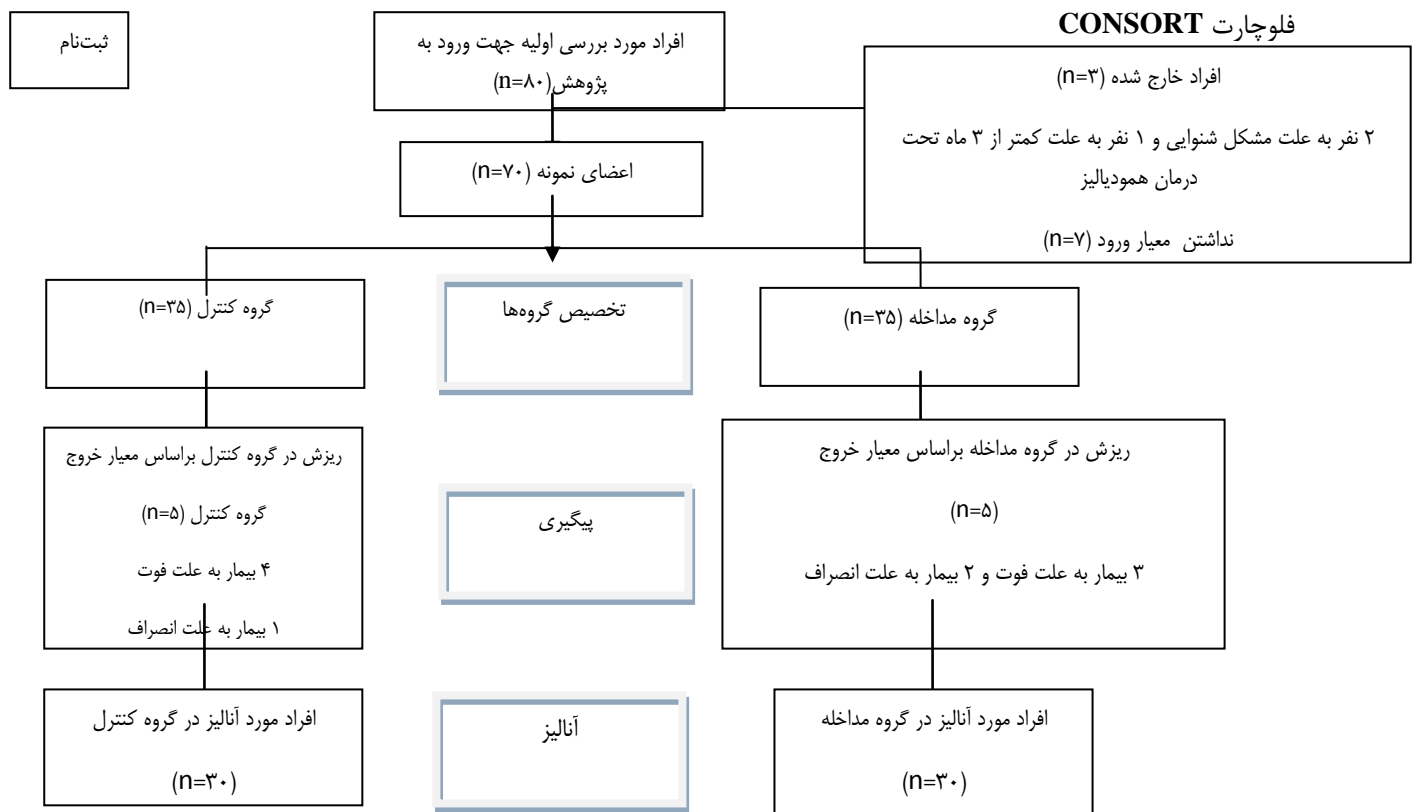 فلوچارت CONSORT
ثبت‌نام
افراد مورد بررسی اولیه جهت ورود به
پژوهش(n=۸۰)
افراد خارج شده (n=۳)
۲ نفر به علت مشکل شنوایی و ۱ نفر به علت کمتر از ۳ ماه تحت
درمان همودیالیز
نداشتن معیار ورود (n=۷)
اعضای نمونه (n=۷۰)
گروه مداخله (n=۳۵)
تخصیص گروه‌ها
گروه کنترل (n=۳۵)
ریزش در گروه مداخله براساس معیار خروج
(n=۵)
۳ بیمار به علت فوت و ۲ بیمار به علت انصراف
پیگیری
ریزش در گروه کنترل براساس معیار خروج
گروه کنترل (n=۵)
۴ بیمار به علت فوت
۱ بیمار به علت انصراف
افراد مورد آنالیز در گروه مداخله
(n=۳۰)
آنالیز
افراد مورد آنالیز در گروه کنترل
(n=۳۰)